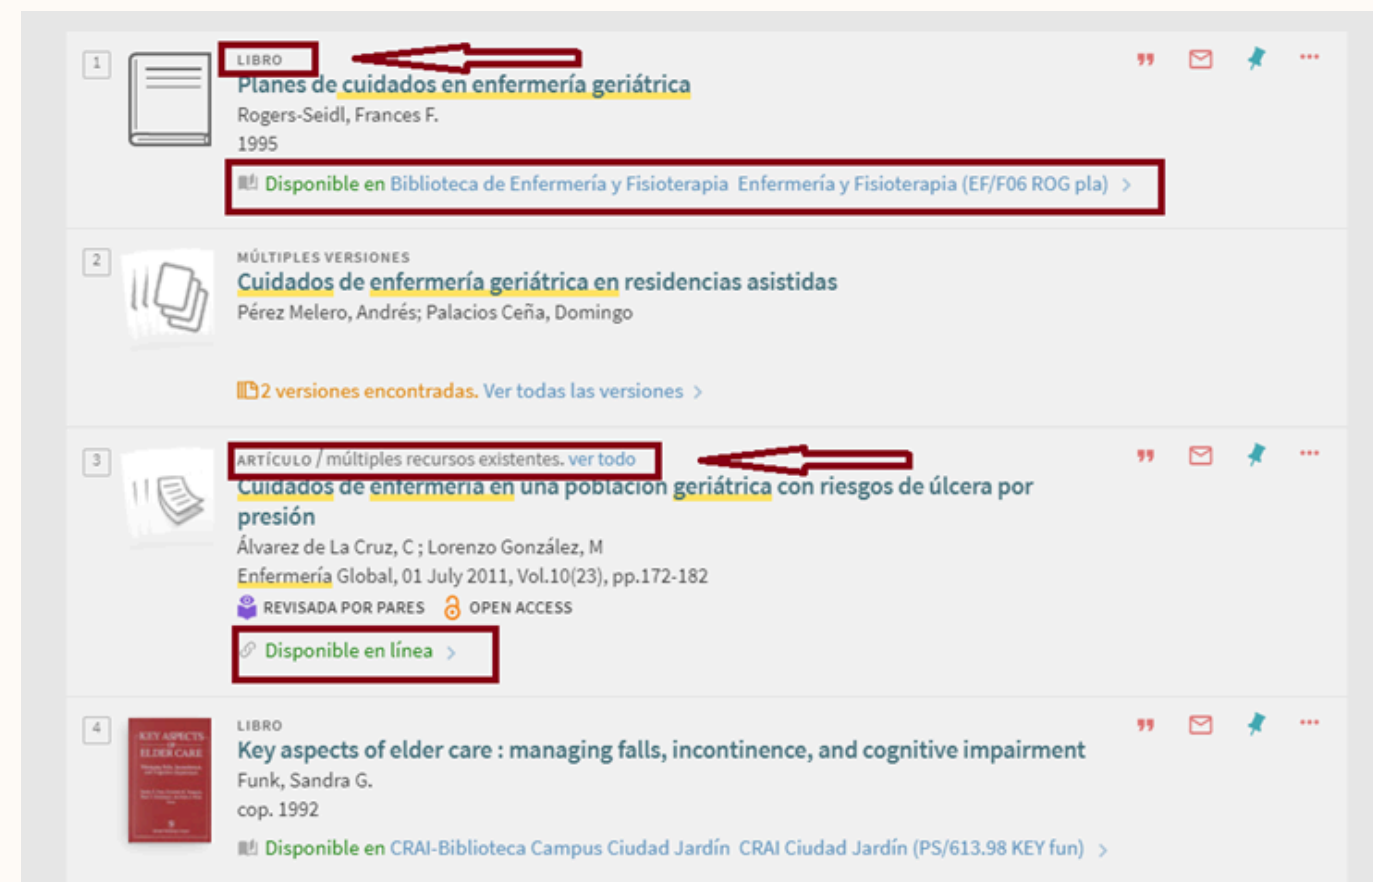 1
LIBRO
Planes de cuidados en enfermería geriátrica
Rogers-Seidl, Frances F.
1995
Disponible en Biblioteca de Enfermería y Fisioterapia Enfermería y Fisioterapia (EF/F06 ROG pla) >
2
MÚLTIPLES VERSIONES
Cuidados de enfermería geriátrica en residencias asistidas
Pérez Melero, Andrés; Palacios Ceña, Domingo
2 versiones encontradas. Ver todas las versiones >
3
ARTÍCULO / múltiples recursos existentes. ver todo
Cuidados de enfermería en una población geriátrica con riesgos de úlcera por
presión
Álvarez de La Cruz, C ; Lorenzo González, M
Enfermería Global, 01 July 2011, Vol.10(23), pp.172-182
REVISADA POR PARES OPEN ACCESS
Disponible en línea >
4
KEY ASPECTS
OF
ELDER CARE
LIBRO
Key aspects of elder care : managing falls, incontinence, and cognitive impairment
Funk, Sandra G.
cop. 1992
Disponible en CRAI-Biblioteca Campus Ciudad Jardín CRAI Ciudad Jardín (PS/613.98 KEY fun) >